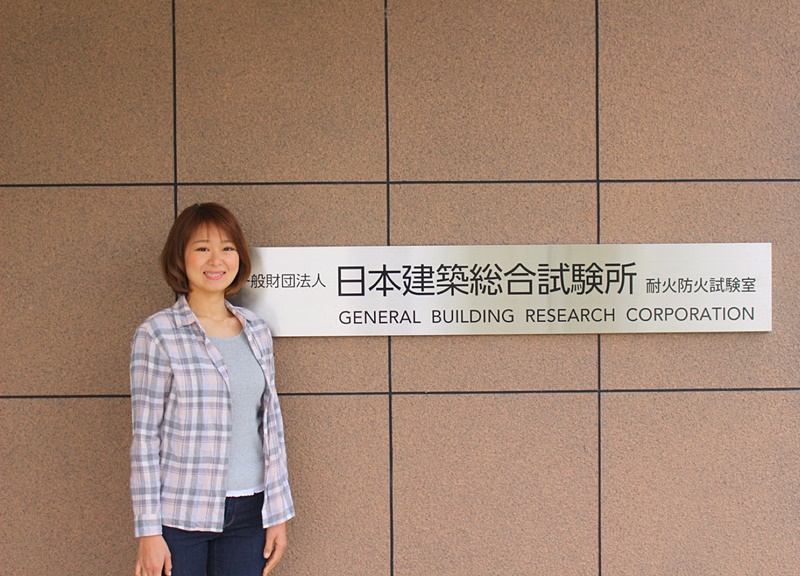 般財団法人 日本建築総合試験所 耐火防火試験室
GENERAL BUILDING RESEARCH CORPORATION